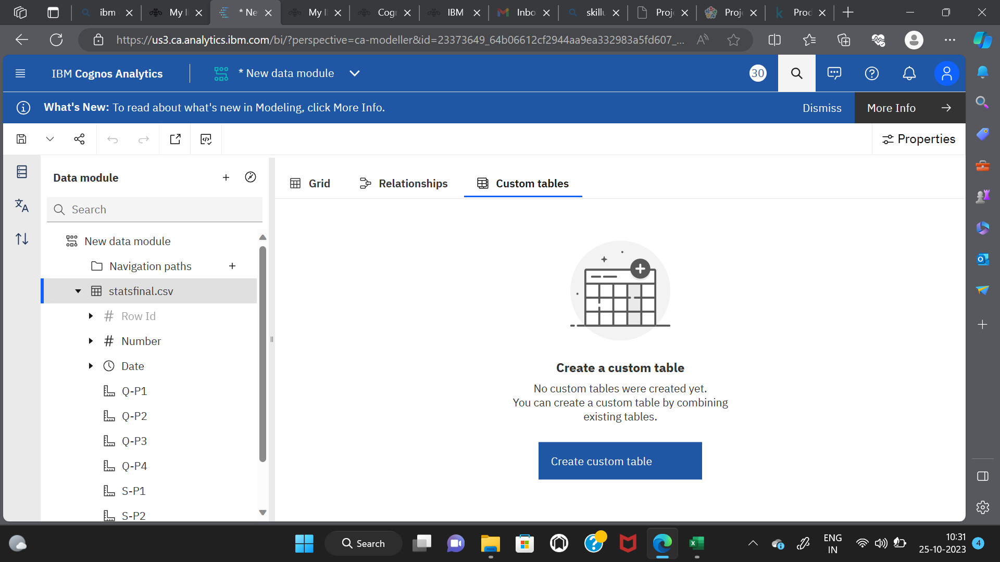 ibm
My I
* Ne
My I
Cog
IBM
Inbo
skillu
Proj
Proj
Prod
https://us3.ca.analytics.ibm.com/bi/?perspective=ca-modeller&id=23373649_64b06612cf2944aa9ea332983a5fd607_...
IBM Cognos Analytics
* New data module
30
What's New: To read about what's new in Modeling, click More Info.
Dismiss
More Info
Properties
Data module
Search
New data module
Navigation paths
statsfinal.csv
Row Id
Number
Date
Q-P1
Q-P2
Q-P3
Q-P4
S-P1
S-P2
Grid
Relationships
Custom tables
Create a custom table
No custom tables were created yet.
You can create a custom table by combining
existing tables.
Create custom table
Search
ENG
IN
10:31
25-10-2023
4